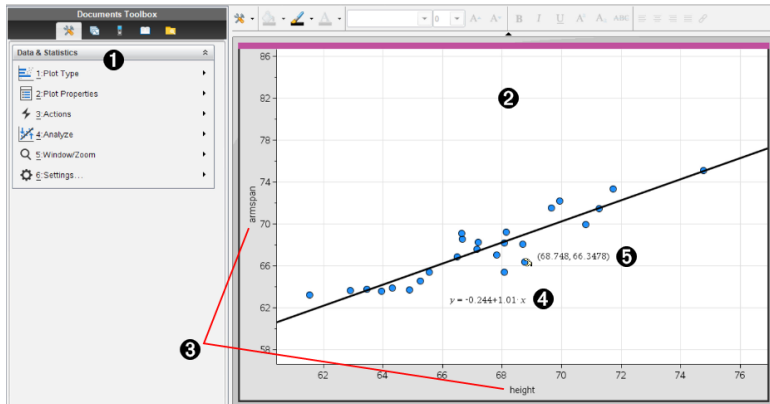 Documents Toolbox
Data & Statistics
1:Plot Type
2:Plot Properties
3:Actions
4:Analyze
5:Window/Zoom
6:Settings...
0
A+ A- B I U ABC
1
2
3
4
5
86
82
78
74
70
66
62
58
armspan
(68.748,66.3478)
y = -0.244+1.01· x
62 64 66 68 70 72 74 76
height